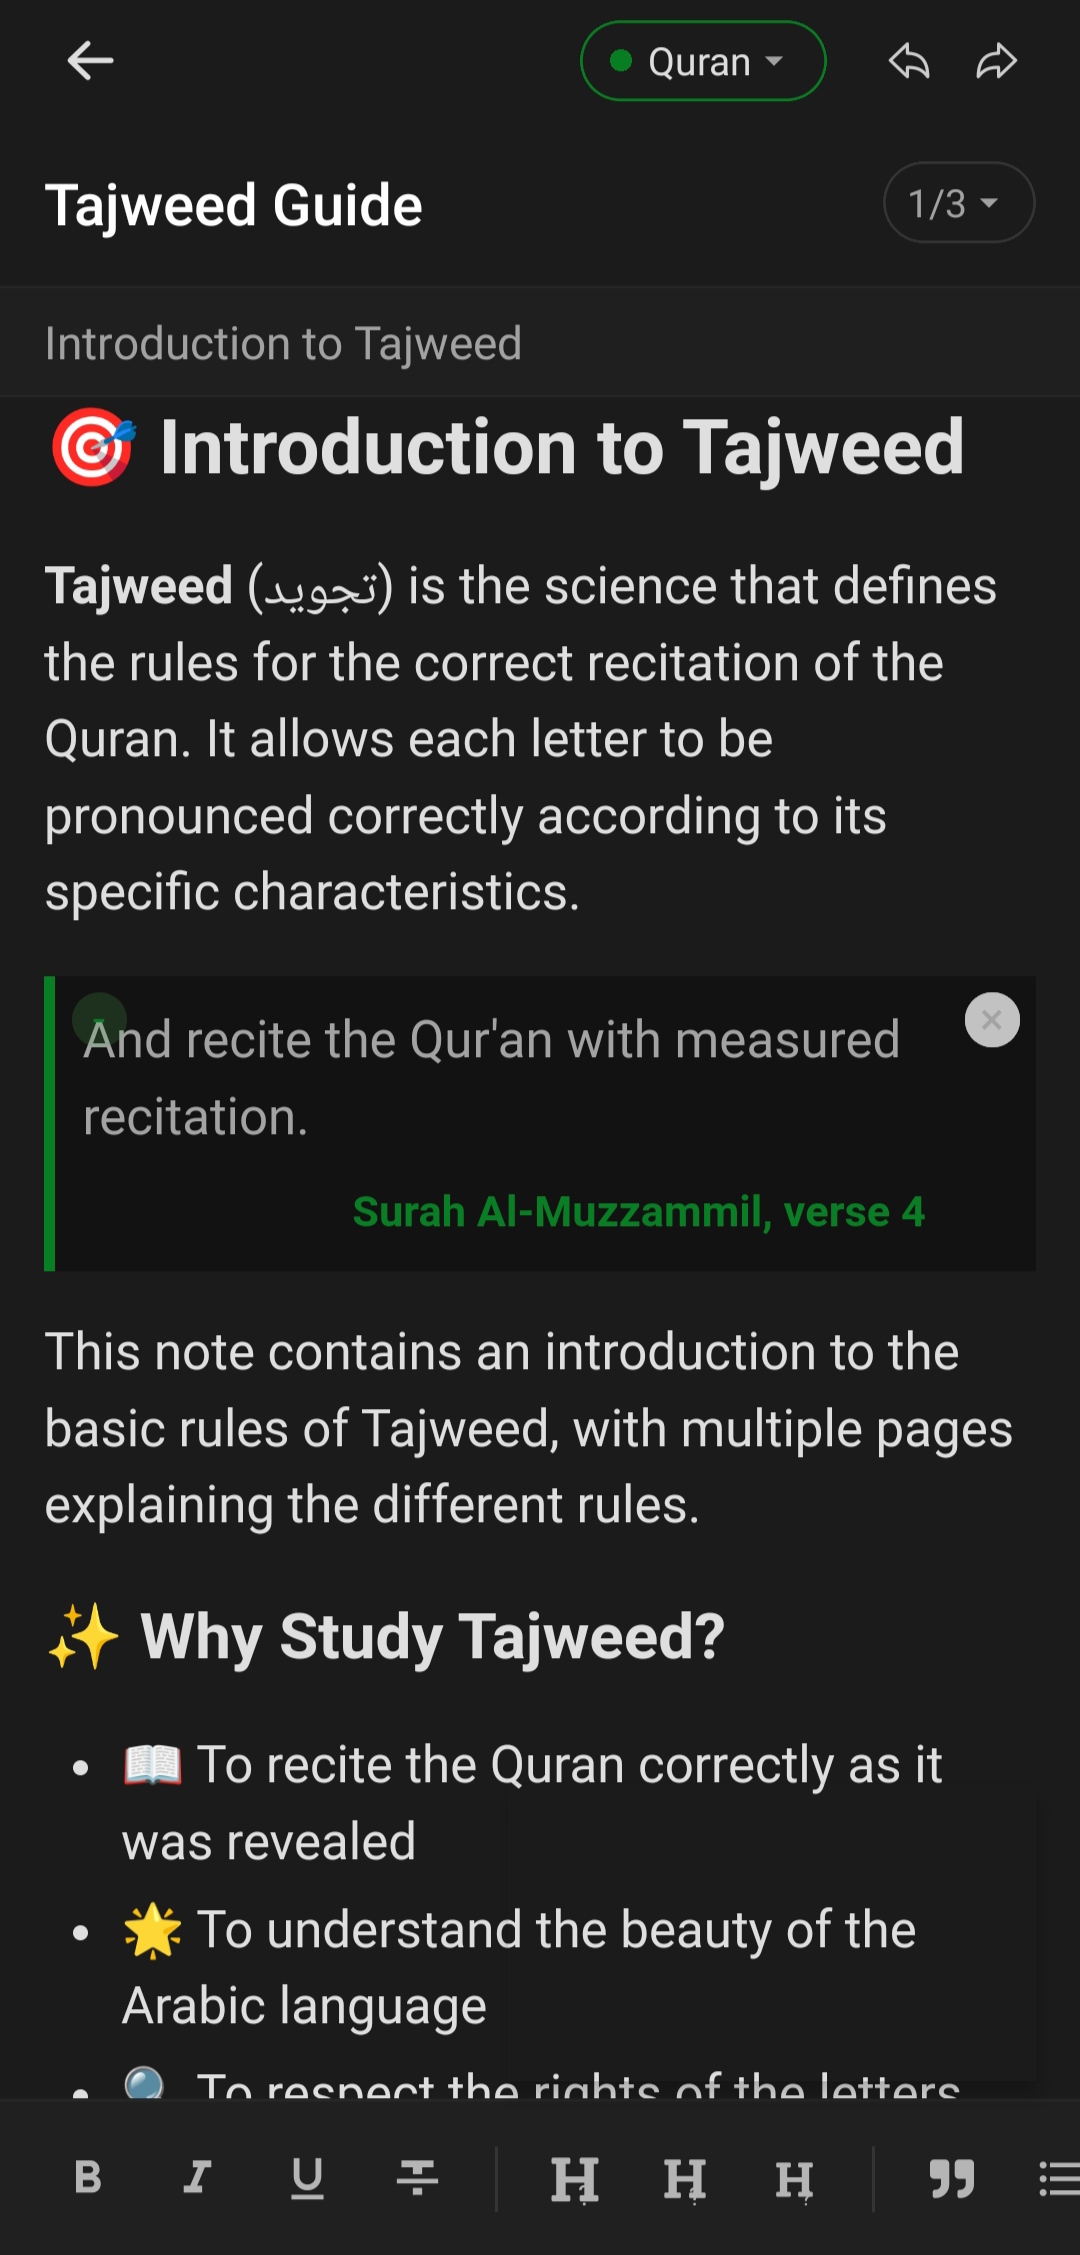 Quran
Tajweed Guide
1/3
Introduction to Tajweed
🎯 Introduction to Tajweed
Tajweed (تجويد) is the science that defines
the rules for the correct recitation of the
Quran. It allows each letter to be
pronounced correctly according to its
specific characteristics.
And recite the Qur'an with measured
recitation.
Surah Al-Muzzammil, verse 4
This note contains an introduction to the
basic rules of Tajweed, with multiple pages
explaining the different rules.
✨ Why Study Tajweed?
• 📖 To recite the Quran correctly as it
was revealed
• 🌟 To understand the beauty of the
Arabic language
• 🔍 To respect the rights of the letters
B I U T H H H